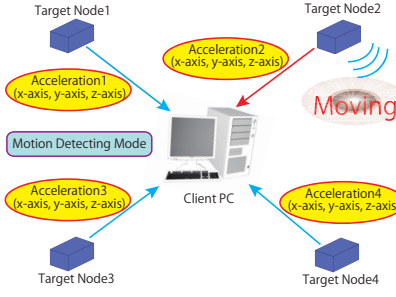 Target Node1
Target Node2
Acceleration1
(x-axis, y-axis, z-axis)
Acceleration2
(x-axis, y-axis, z-axis)
Moving
Motion Detecting Mode
Client PC
Acceleration3
(x-axis, y-axis, z-axis)
Acceleration4
(x-axis, y-axis, z-axis
Target Node3
Target Node4